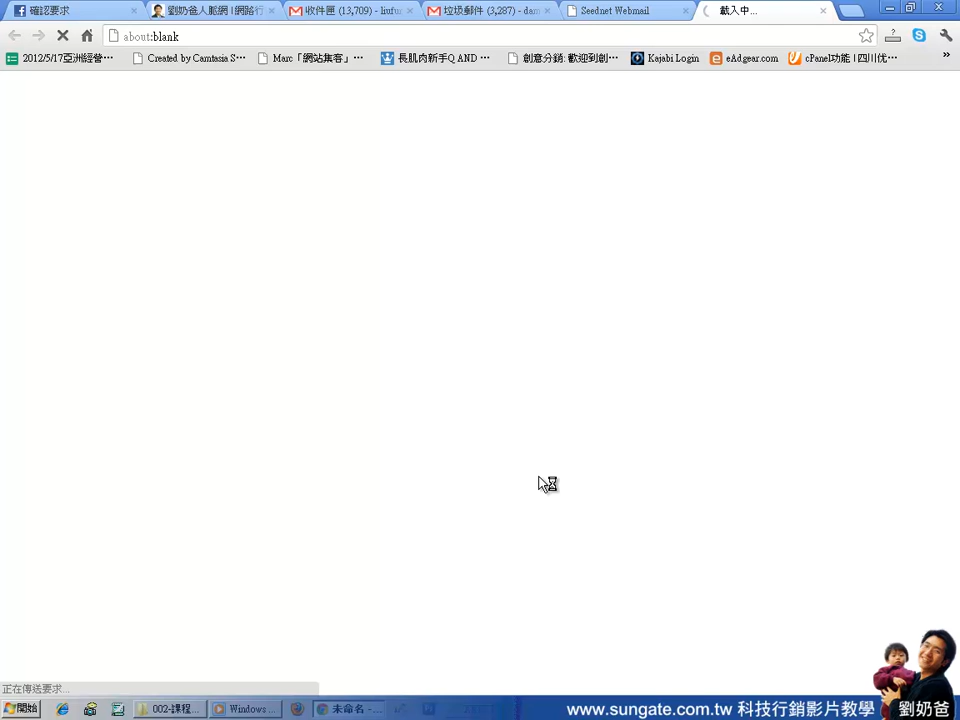 確認要求
劉奶爸人脈網 | 網路行
收件匣 (13,709) - liufu
垃圾郵件 (3,287) - dam
Seednet Webmail
載入中...
about:blank
2012/5/17亞洲經營…
Created by Camtasia S…
Marc「網站集客」…
長肌肉新手Q AND …
創意分銷: 歡迎到創…
Kajabi Login
eAdgear.com
cPanel功能 | 四川优…
»
正在傳送要求...
開始
002-課程...
Windows ...
未命名 - ...
www.sungate.com.tw 科技行銷影片教學
劉奶爸